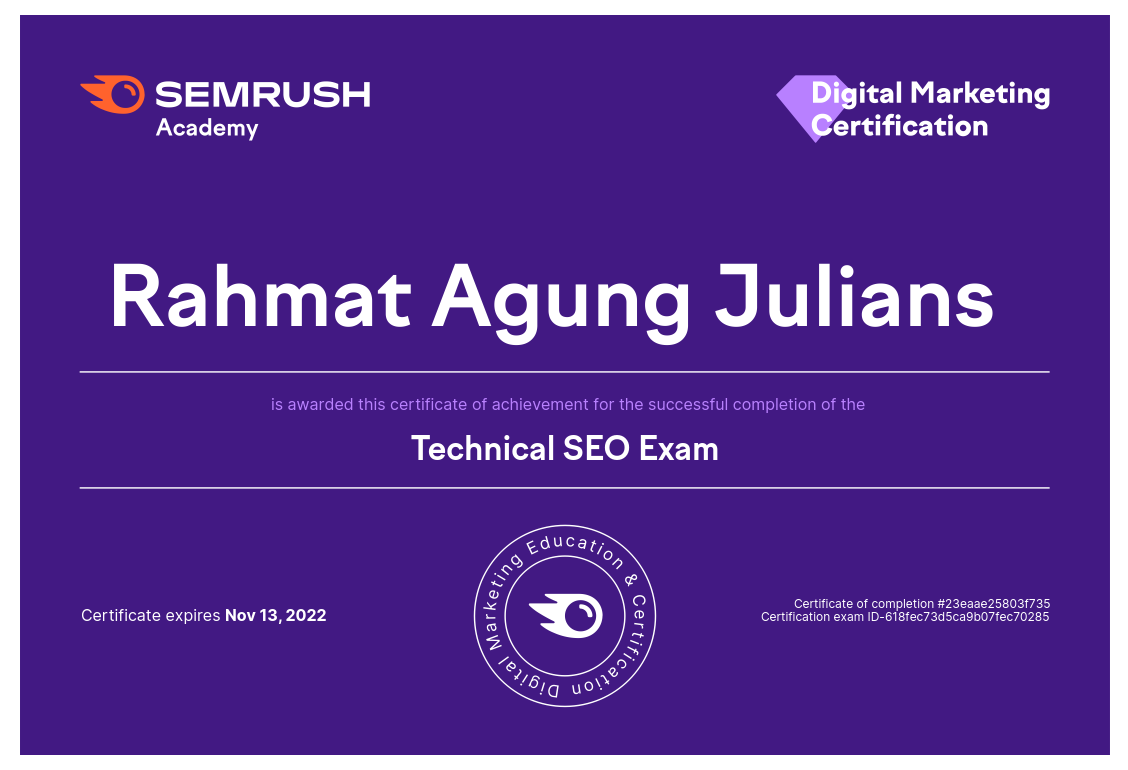 SEMRUSH
Academy
Digital Marketing
Certification
Rahmat Agung Julians
is awarded this certificate of achievement for the successful completion of the
Technical SEO Exam
Certificate expires Nov 13, 2022
Digital Marketing Education & Certification
Certificate of completion #23eaae25803f735
Certification exam ID-618fec73d5ca9b07fec70285